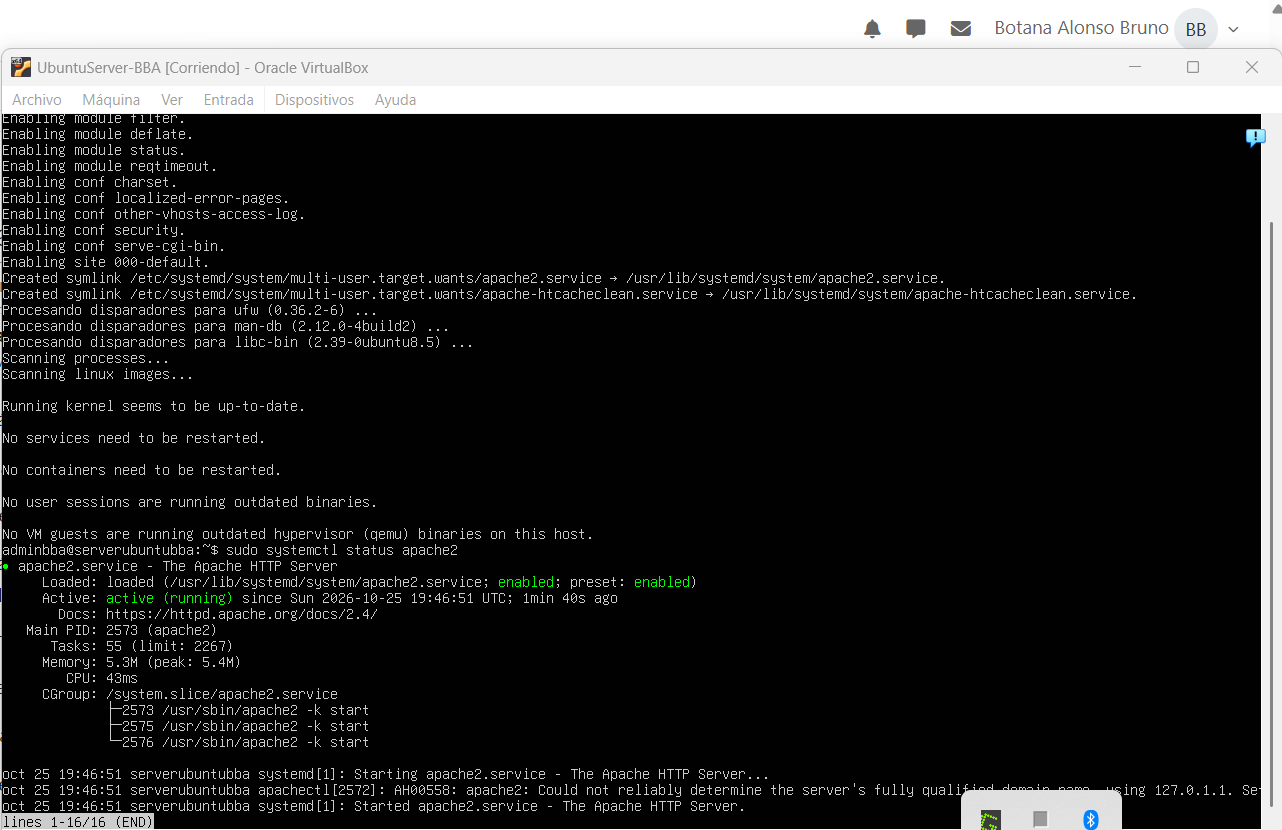 Botana Alonso Bruno BB
UbuntuServer-BBA [Corriendo] - Oracle VirtualBox
Archivo Máquina Ver Entrada Dispositivos Ayuda
Enabling module filter.
Enabling module deflate.
Enabling module status.
Enabling module reqtimeout.
Enabling conf charset.
Enabling conf localized-error-pages.
Enabling conf other-vhosts-access-log.
Enabling conf security.
Enabling conf serve-cgi-bin.
Enabling site 000-default.
Created symlink /etc/systemd/system/multi-user.target.wants/apache2.service → /usr/lib/systemd/system/apache2.service.
Created symlink /etc/systemd/system/multi-user.target.wants/apache-htcacheclean.service → /usr/lib/systemd/system/apache-htcacheclean.service.
Procesando disparadores para ufw (0.36.2-6) ...
Procesando disparadores para man-db (2.12.0-4build2) ...
Procesando disparadores para libc-bin (2.39-0ubuntu8.5) ...
Scanning processes...
Scanning linux images...
Running kernel seems to be up-to-date.
No services need to be restarted.
No containers need to be restarted.
No user sessions are running outdated binaries.
No VM guests are running outdated hypervisor (qemu) binaries on this host.
adminbba@serverubuntubba:~$ sudo systemctl status apache2
● apache2.service - The Apache HTTP Server
Loaded: loaded (/usr/lib/systemd/system/apache2.service; enabled; preset: enabled)
Active: active (running) since Sun 2026-10-25 19:46:51 UTC; 1min 40s ago
Docs: https://httpd.apache.org/docs/2.4/
Main PID: 2573 (apache2)
Tasks: 55 (limit: 2267)
Memory: 5.3M (peak: 5.4M)
CPU: 43ms
CGroup: /system.slice/apache2.service
├─2573 /usr/sbin/apache2 -k start
├─2575 /usr/sbin/apache2 -k start
└─2576 /usr/sbin/apache2 -k start
oct 25 19:46:51 serverubuntubba systemd[1]: Starting apache2.service - The Apache HTTP Server...
oct 25 19:46:51 serverubuntubba apachectl[2572]: AH00558: apache2: Could not reliably determine the server's fully qualified domain name, using 127.0.1.1. Se
oct 25 19:46:51 serverubuntubba systemd[1]: Started apache2.service - The Apache HTTP Server.
lines 1-16/16 (END)